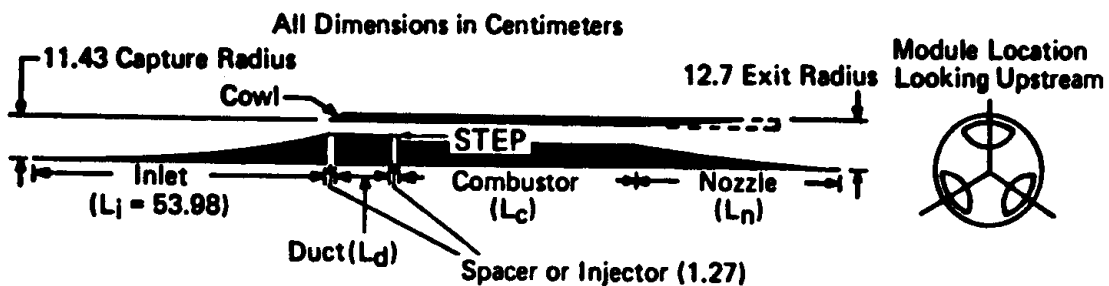 All Dimensions in Centimeters
11.43 Capture Radius
Cowl
12.7 Exit Radius
Module Location
Looking Upstream
STEP
Inlet
(Li = 53.98)
Combustor
(Lc)
Nozzle
(Ln)
Duct(Ld)
Spacer or Injector (1.27)